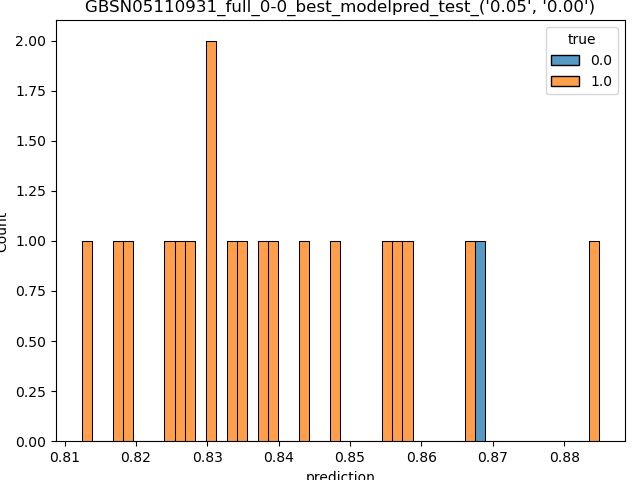 GBSN05110931_full_0-0_best_modelpred_test_('0.05', '0.00')
2.00
1.75
1.50
1.25
1.00
0.75
0.50
0.25
0.00
Count
true
0.0
1.0
0.81 0.82 0.83 0.84 0.85 0.86 0.87 0.88
prediction